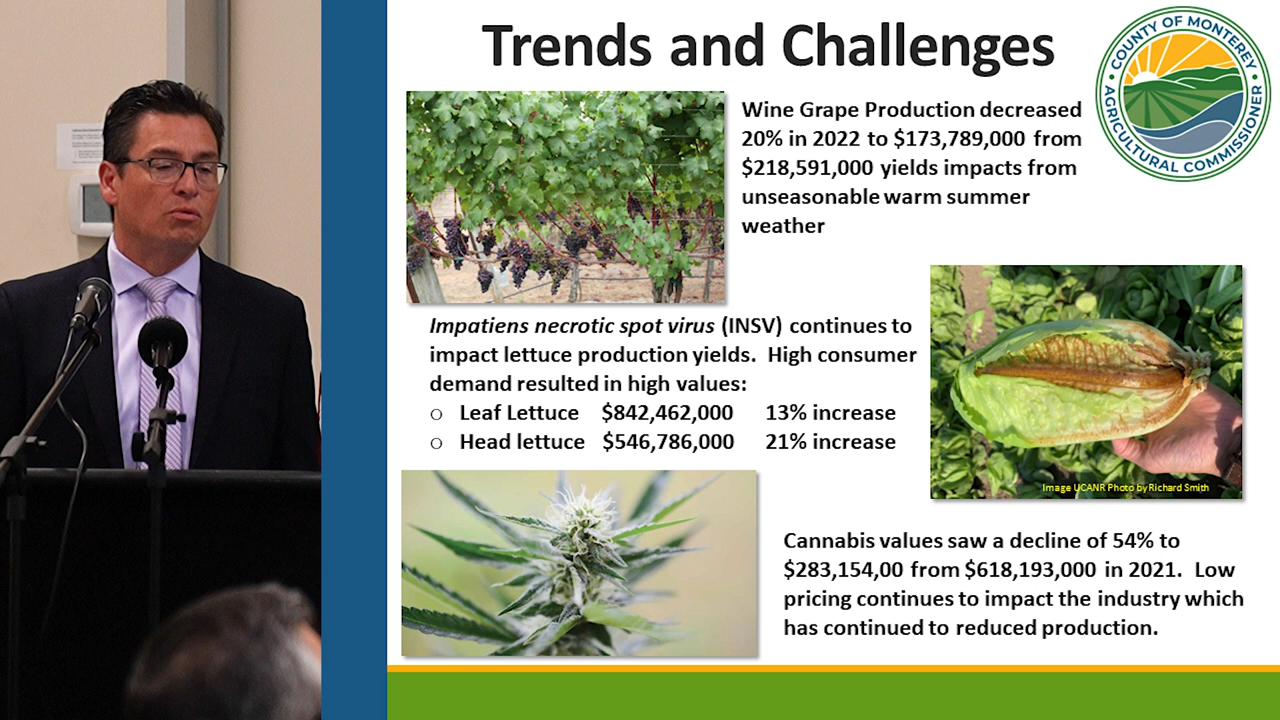 Trends and Challenges
COUNTY OF MONTEREY
AGRICULTURAL COMMISSIONER
Wine Grape Production decreased
20% in 2022 to $173,789,000 from
$218,591,000 yields impacts from
unseasonable warm summer
weather
Impatiens necrotic spot virus (INSV) continues to
impact lettuce production yields. High consumer
demand resulted in high values:
○ Leaf Lettuce $842,462,000 13% increase
○ Head lettuce $546,786,000 21% increase
Image UCANR Photo by Richard Smith
Cannabis values saw a decline of 54% to
$283,154,00 from $618,193,000 in 2021. Low
pricing continues to impact the industry which
has continued to reduced production.